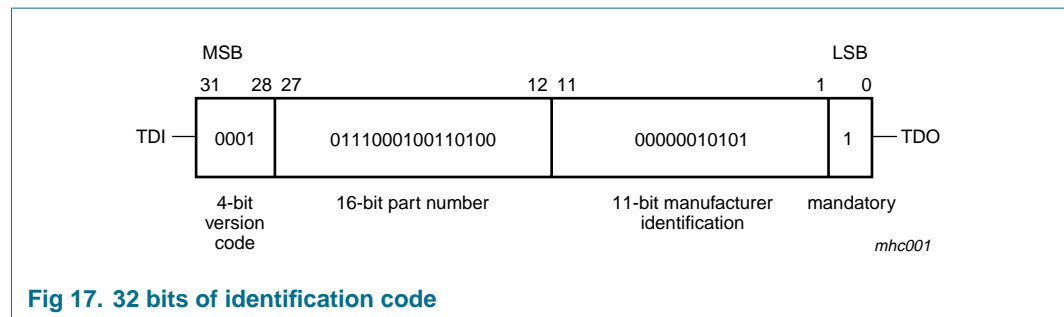 MSB LSB
31 28 27 12 11 1 0
TDI 0001 0111000100110100 00000010101 1 TDO
4-bit 16-bit part number 11-bit manufacturer mandatory
version identification
code
mhc001
Fig 17. 32 bits of identification code